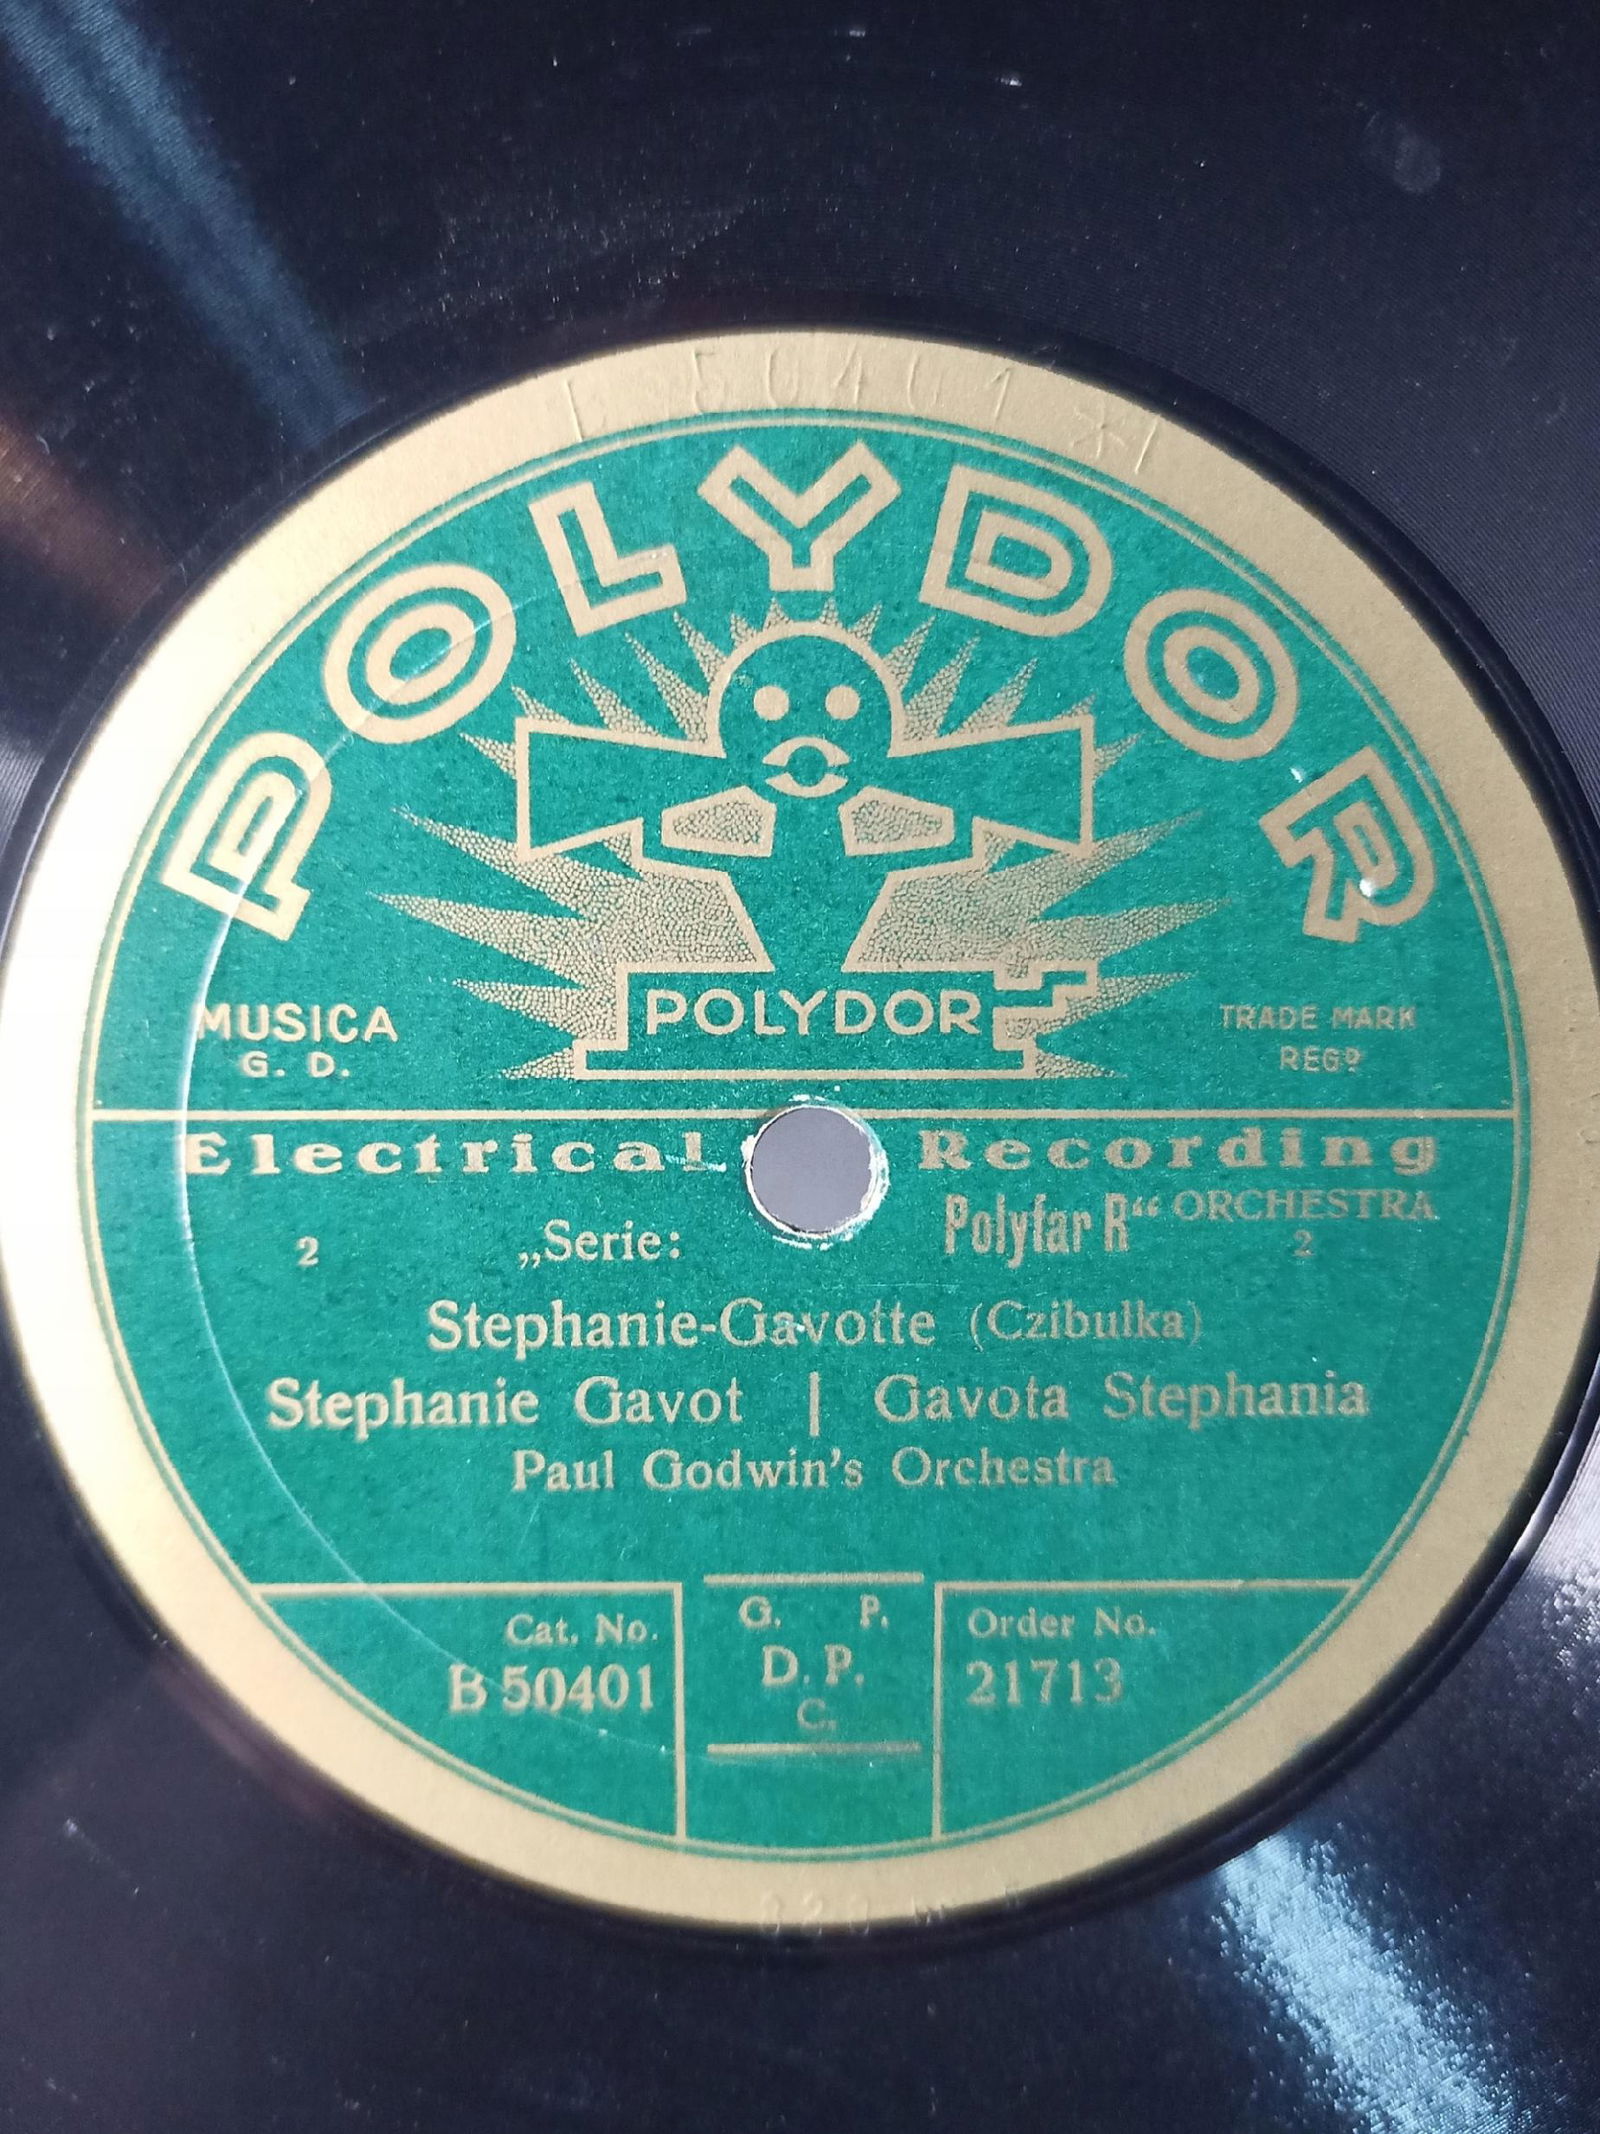 50401
POLYDOR
POLYDOR
MUSICA
G. D.
TRADE MARK
REGD
Electrical Recording
2 „Serie: Polyfar R“ ORCHESTRA 2
Stephanie-Gavotte (Czibulka)
Stephanie Gavot | Gavota Stephania
Paul Godwin's Orchestra
Cat. No.
B 50401
G. P.
D. P.
C.
Order No.
21713